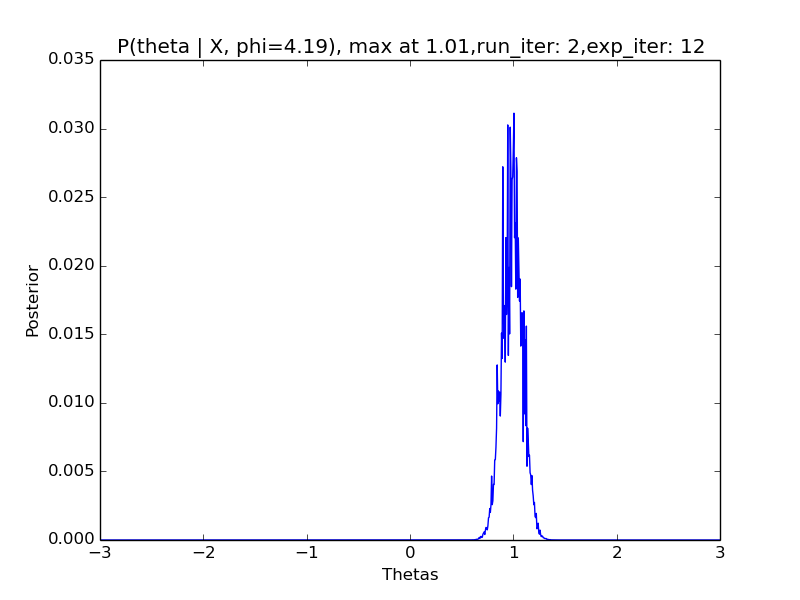 P(theta | X, phi=4.19), max at 1.01,run_iter: 2,exp_iter: 12
0.035
0.030
0.025
0.020
0.015
0.010
0.005
0.000
Posterior
−3 −2 −1 0 1 2 3
Thetas